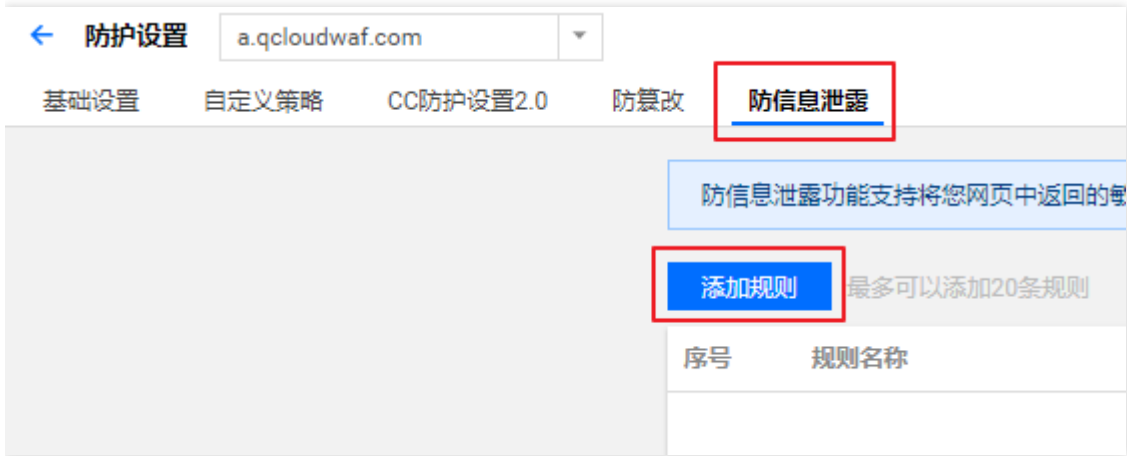 防护设置 a.qcloudwaf.com
基础设置 自定义策略 CC防护设置2.0 防篡改 防信息泄露
防信息泄露功能支持将您网页中返回的敏
添加规则 最多可以添加20条规则
序号 规则名称